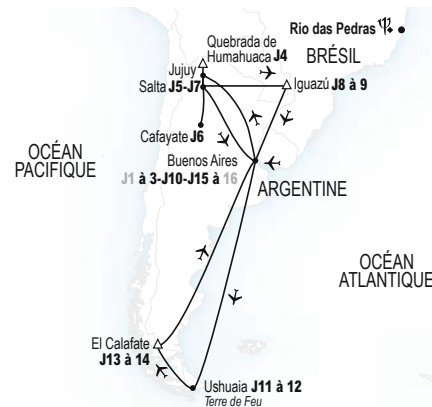 Rio das Pedras
Quebrada de
Humahuaca J4
BRÉSIL
Jujuy
Salta J5-J7
Iguazú J8 à 9
Cafayate J6
OCÉAN
PACIFIQUE
Buenos Aires
J1 à 3-J10-J15 à 16
ARGENTINE
OCÉAN
ATLANTIQUE
El Calafate
J13 à 14
Ushuaia J11 à 12
Terre de Feu